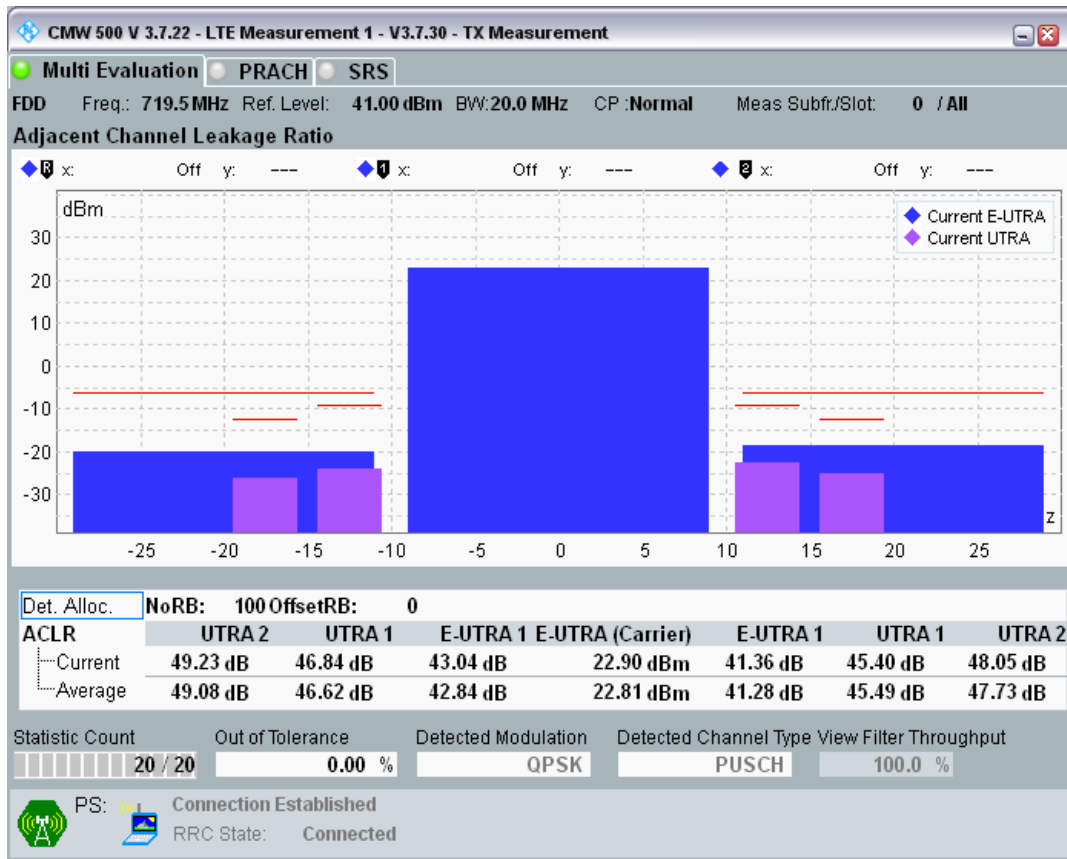 CMW 500 V 3.7.22 - LTE Measurement 1 - V3.7.30 - TX Measurement
Multi Evaluation PRACH SRS
FDD Freq.: 719.5 MHz Ref. Level: 41.00 dBm BW: 20.0 MHz CP :Normal Meas Subfr./Slot: 0 / All
Adjacent Channel Leakage Ratio
R x: Off y: --- 1 x: Off y: --- 2 x: Off y: ---
dBm
Current E-UTRA
Current UTRA
30
20
10
0
-10
-20
-30
z
-25 -20 -15 -10 -5 0 5 10 15 20 25
Det. Alloc. NoRB: 100 OffsetRB: 0
ACLR UTRA 2 UTRA 1 E-UTRA 1 E-UTRA (Carrier) E-UTRA 1 UTRA 1 UTRA 2
Current 49.23 dB 46.84 dB 43.04 dB 22.90 dBm 41.36 dB 45.40 dB 48.05 dB
Average 49.08 dB 46.62 dB 42.84 dB 22.81 dBm 41.28 dB 45.49 dB 47.73 dB
Statistic Count Out of Tolerance Detected Modulation Detected Channel Type View Filter Throughput
20 / 20 0.00 % QPSK PUSCH 100.0 %
PS: Connection Established
RRC State: Connected